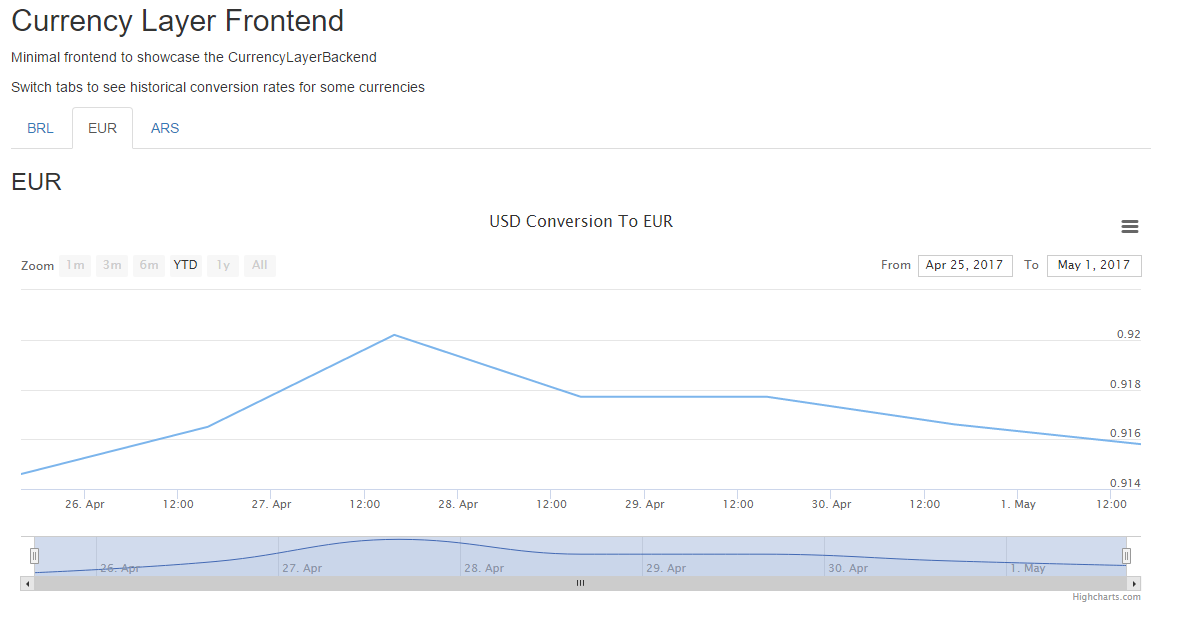 Currency Layer Frontend
Minimal frontend to showcase the CurrencyLayerBackend
Switch tabs to see historical conversion rates for some currencies
BRL EUR ARS
EUR
USD Conversion To EUR
Zoom 1m 3m 6m YTD 1y All From Apr 25, 2017 To May 1, 2017
0.92
0.918
0.916
0.914
26. Apr 12:00 27. Apr 12:00 28. Apr 12:00 29. Apr 12:00 30. Apr 12:00 1. May 12:00
26. Apr 27. Apr 28. Apr 29. Apr 30. Apr 1. May
Highcharts.com